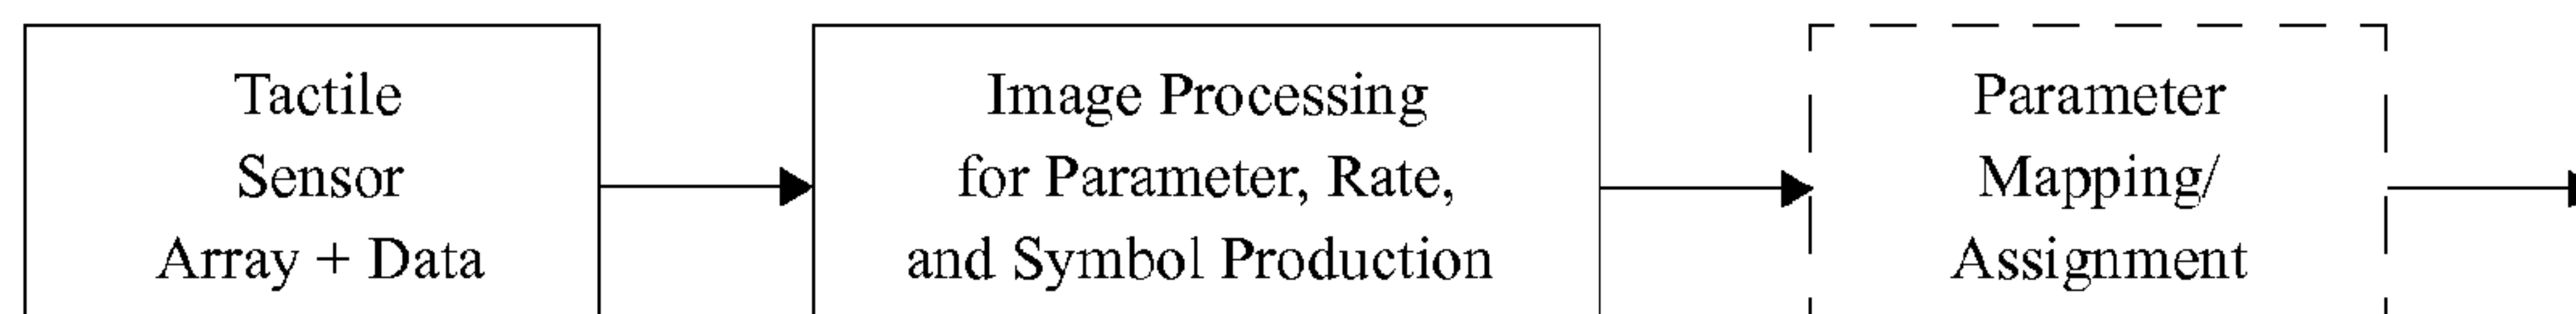 Tactile
Sensor
Array + Data
Image Processing
for Parameter, Rate,
and Symbol Production
Parameter
Mapping/
Assignment